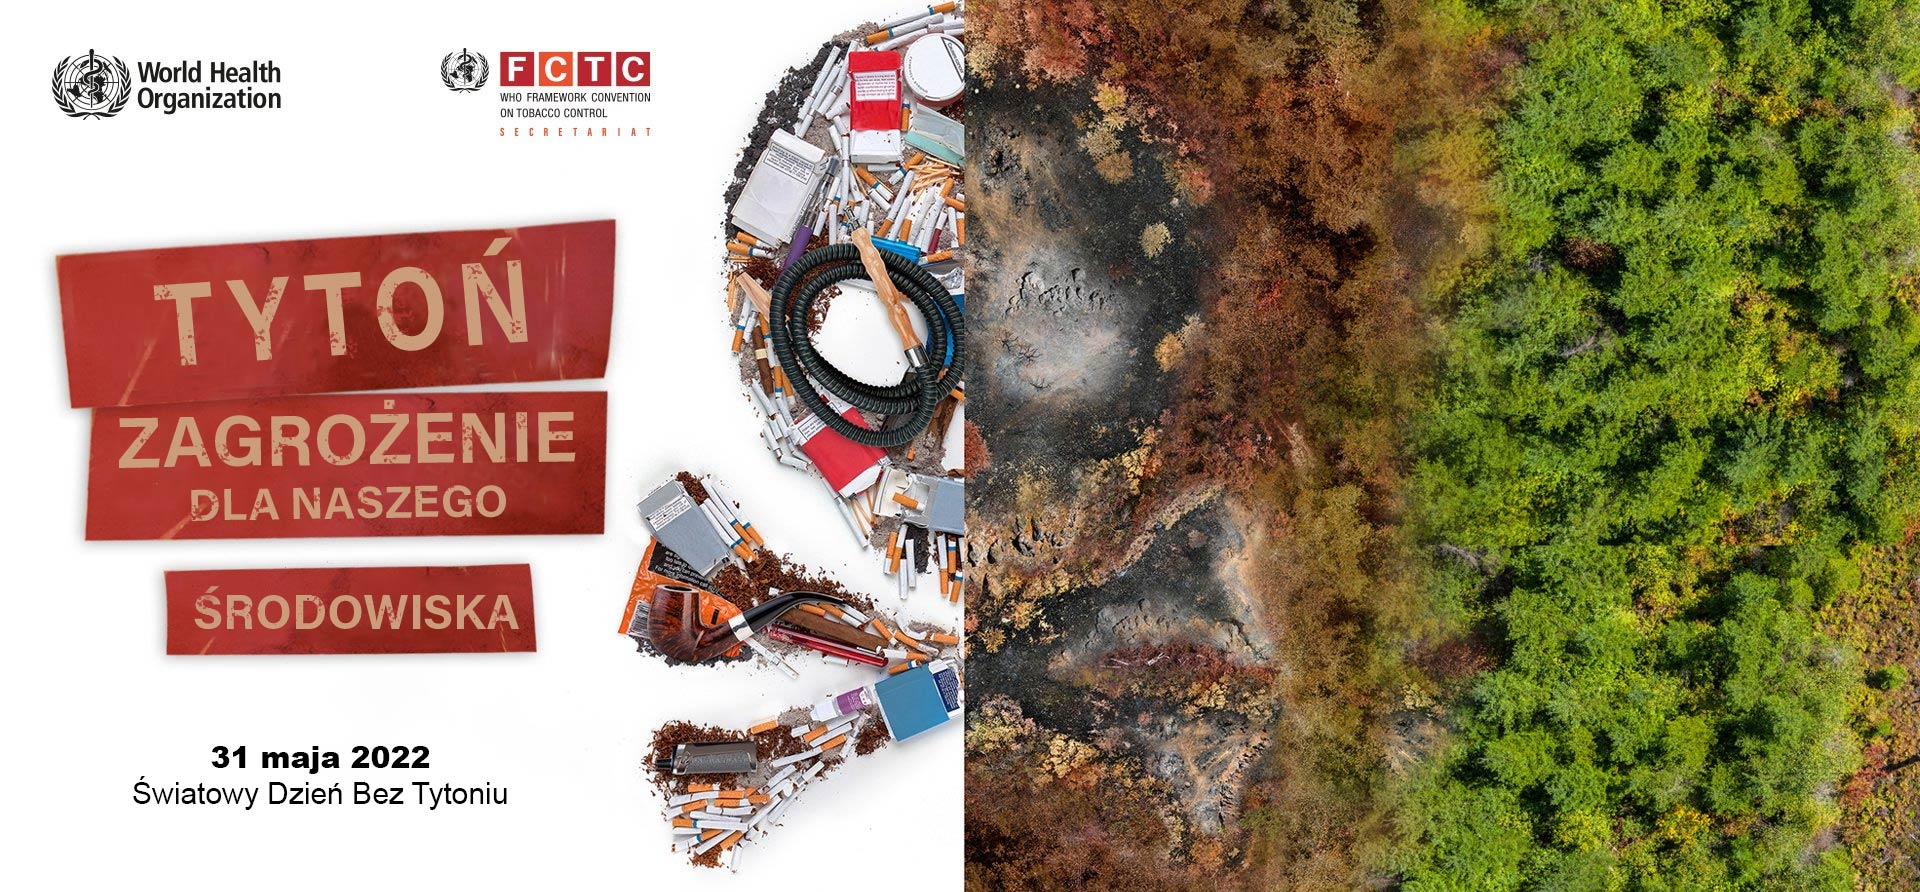 World Health
Organization
FCTC
WHO FRAMEWORK CONVENTION
ON TOBACCO CONTROL
SECRETARIAT
TYTOŃ
ZAGROŻENIE
DLA NASZEGO
ŚRODOWISKA
31 maja 2022
Światowy Dzień Bez Tytoniu